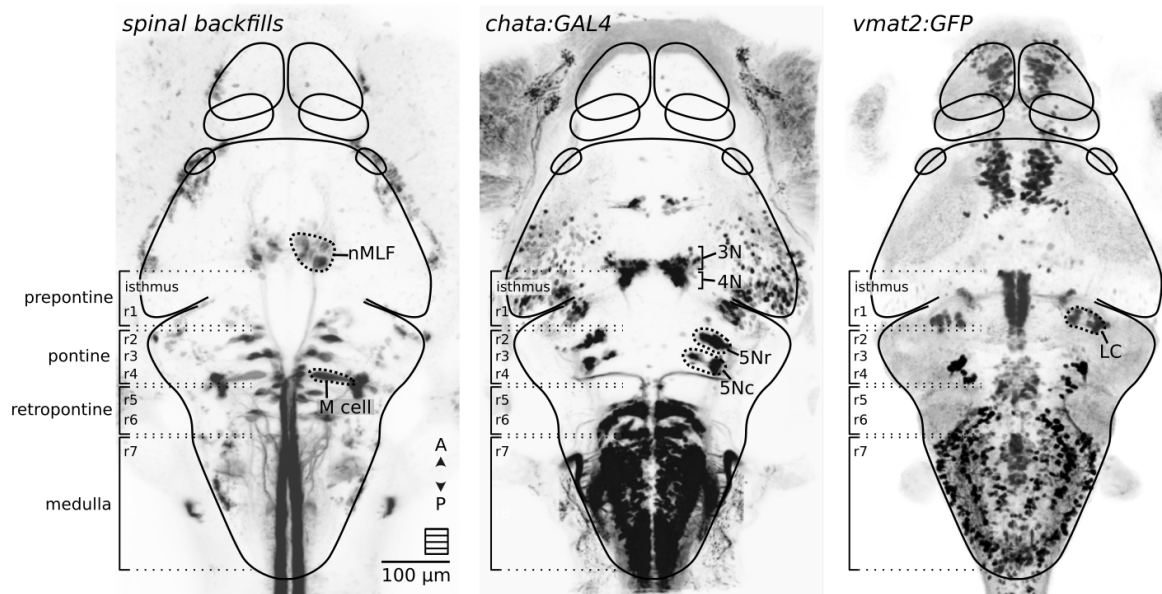 spinal backfills
chata:GAL4
vmat2:GFP
nMLF
3N
4N
prepontine
isthmus
r1
isthmus
r1
isthmus
r1
pontine
r2
r3
r4
r2
r3
r4
r2
r3
r4
5Nr
5Nc
LC
M cell
retropontine
r5
r6
r5
r6
r5
r6
medulla
r7
r7
r7
A
P
100 µm